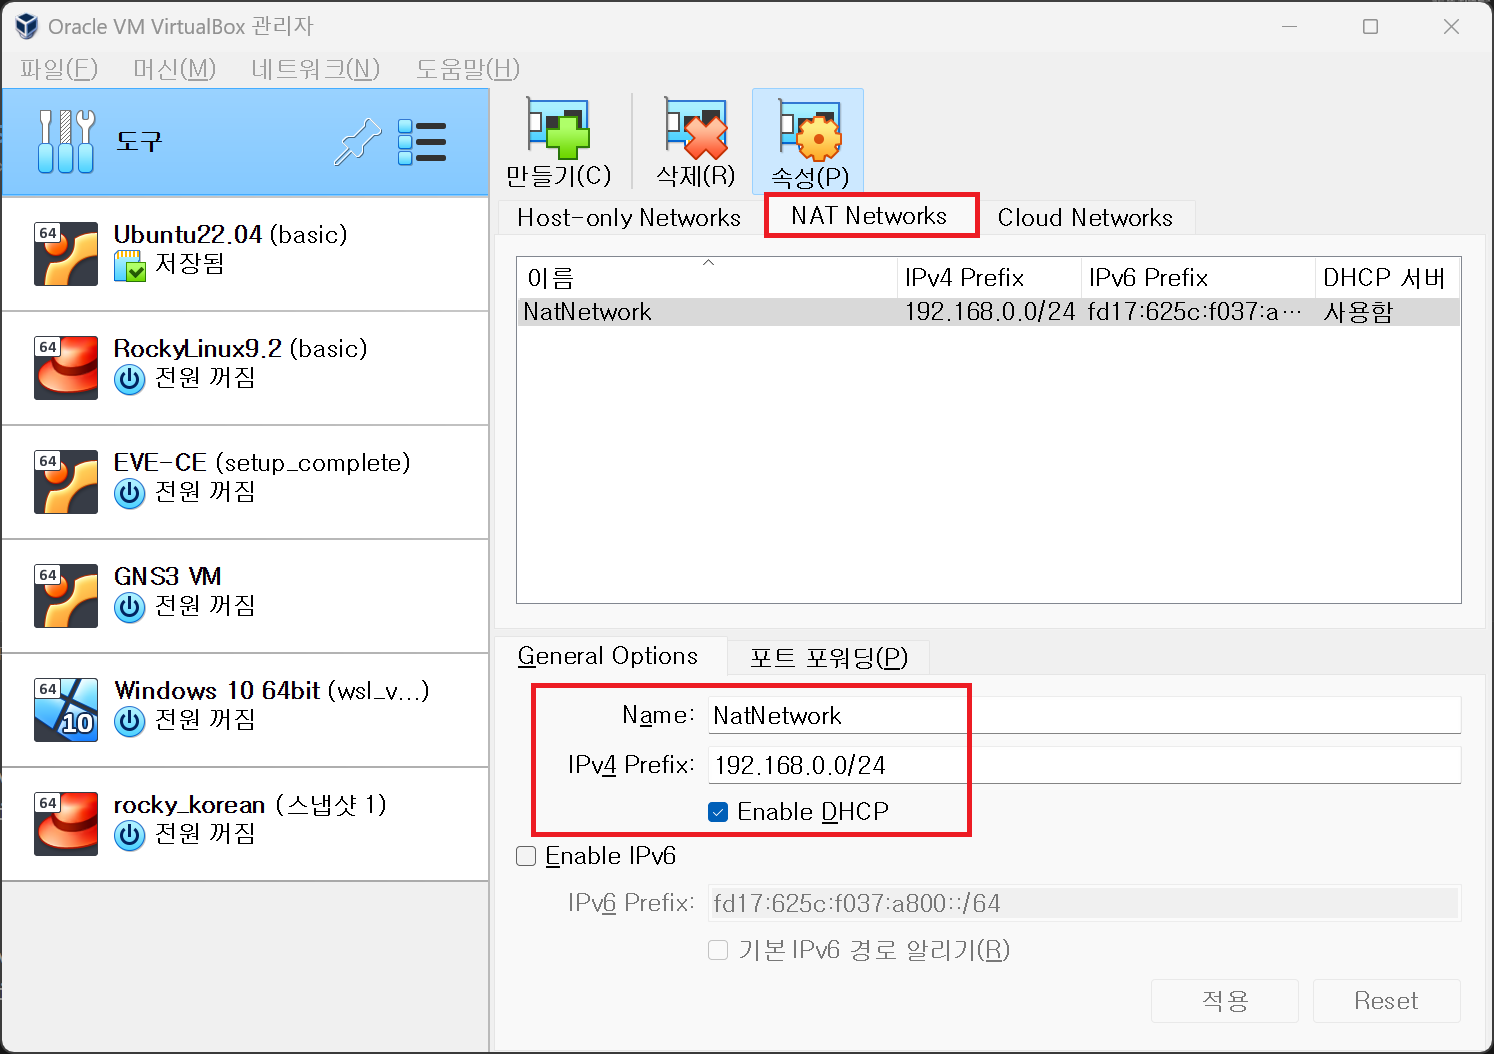 Oracle VM VirtualBox 관리자
파일(F) 머신(M) 네트워크(N) 도움말(H)
도구
64
Ubuntu22.04 (basic)
저장됨
64
RockyLinux9.2 (basic)
전원 꺼짐
64
EVE-CE (setup_complete)
전원 꺼짐
64
GNS3 VM
전원 꺼짐
64
10
Windows 10 64bit (wsl_v...)
전원 꺼짐
64
rocky_korean (스냅샷 1)
전원 꺼짐
만들기(C) 삭제(R) 속성(P)
Host-only Networks NAT Networks Cloud Networks
이름 IPv4 Prefix IPv6 Prefix DHCP 서버
NatNetwork 192.168.0.0/24 fd17:625c:f037:a··· 사용함
General Options 포트 포워딩(P)
Name: NatNetwork
IPv4 Prefix: 192.168.0.0/24
Enable DHCP
Enable IPv6
IPv6 Prefix: fd17:625c:f037:a800::/64
기본 IPv6 경로 알리기(R)
적용 Reset